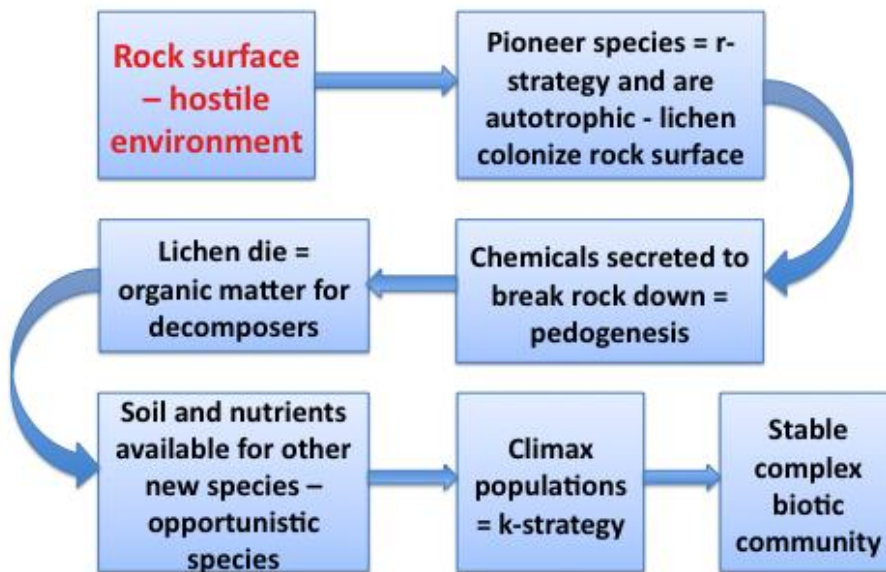 Rock surface
– hostile
environment
Pioneer species = r-
strategy and are
autotrophic - lichen
colonize rock surface
Chemicals secreted to
break rock down =
pedogenesis
Lichen die =
organic matter for
decomposers
Soil and nutrients
available for other
new species –
opportunistic
species
Climax
populations
= k-strategy
Stable
complex
biotic
community